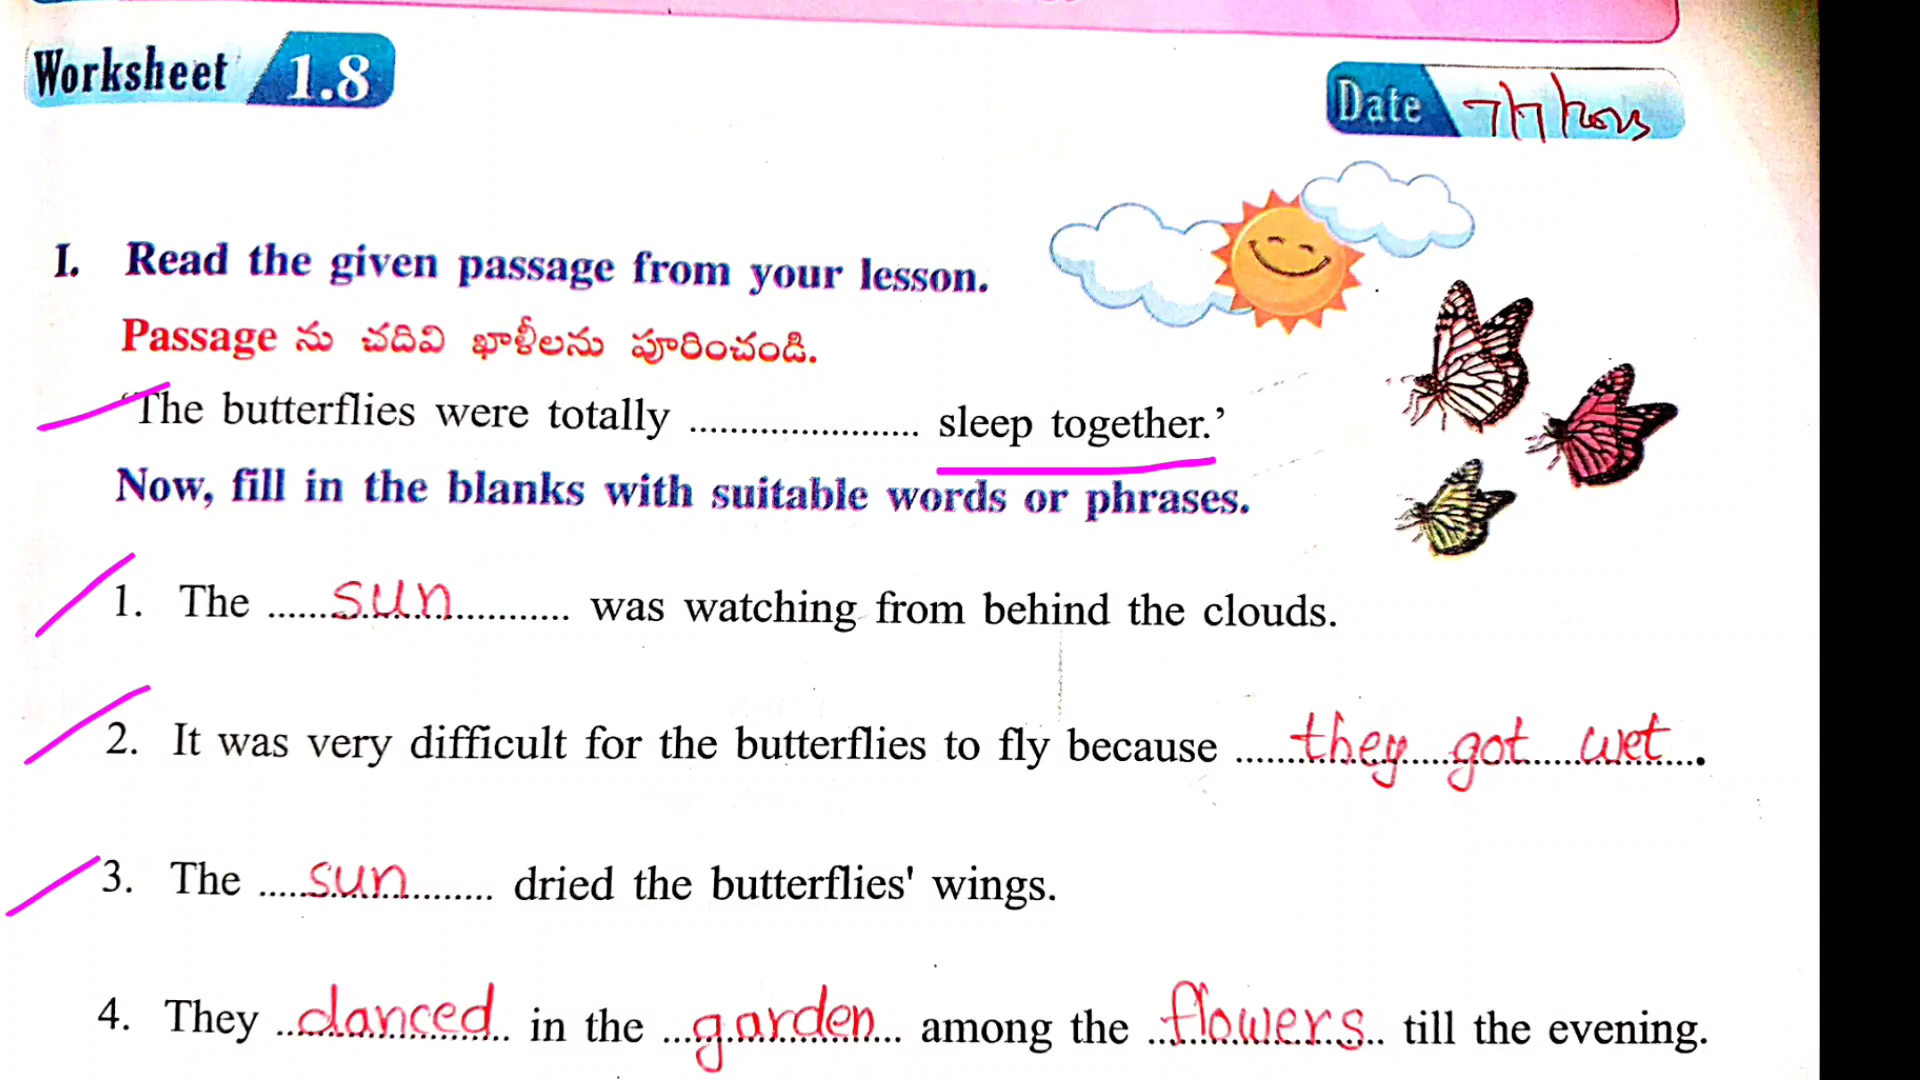 Worksheet 1.8
Date 7/7/2023
I. Read the given passage from your lesson.
Passage ను చదివి ఖాళీలను పూరించండి.
‘The butterflies were totally ....................... sleep together.’
Now, fill in the blanks with suitable words or phrases.
1. The ......sun............ was watching from behind the clouds.
2. It was very difficult for the butterflies to fly because ......they got wet....
3. The .....sun......... dried the butterflies' wings.
4. They ..danced.. in the ...garden... among the ..flowers.. till the evening.